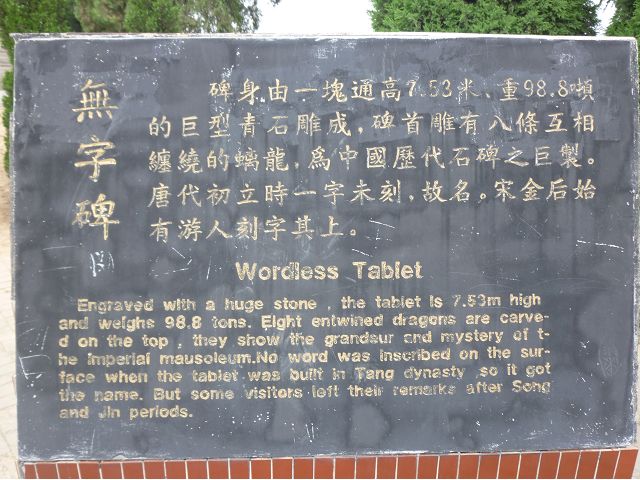 無字碑
碑身由一塊通高7.53米、重98.8噸
的巨型青石雕成，碑首雕有八條互相
纏繞的螭龍，爲中國歷代石碑之巨製。
唐代初立時一字未刻，故名。宋金后始
有游人刻字其上。
Wordless Tablet
Engraved with a huge stone , the tablet is 7.53m high
and weighs 98.8 tons. Eight entwined dragons are carve-
d on the top , they show the grandeur and mystery of t-
he imperial mausoleum.No word was inscribed on the sur-
face when the tablet was built in Tang dynasty so it got
the name. But some visitors left their remarks after Song
and Jin periods.